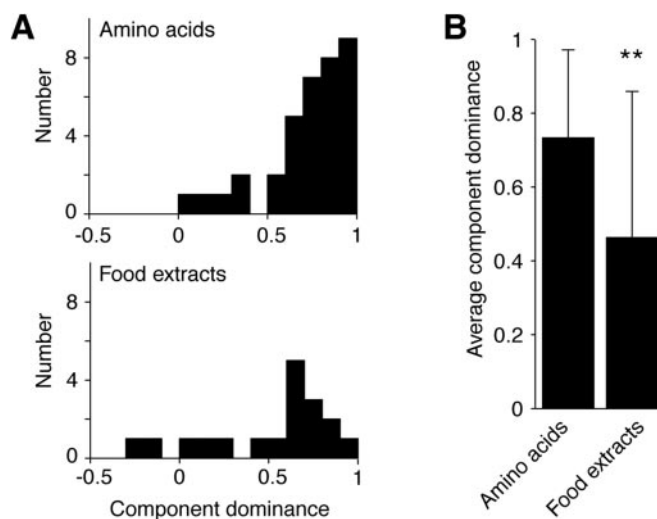 A
Amino acids
Number
8
4
0
-0.5
0
0.5
1
Food extracts
Number
8
4
0
-0.5
0
0.5
1
Component dominance
B
**
Average component dominance
1
0.8
0.6
0.4
0.2
0
Amino acids
Food extracts